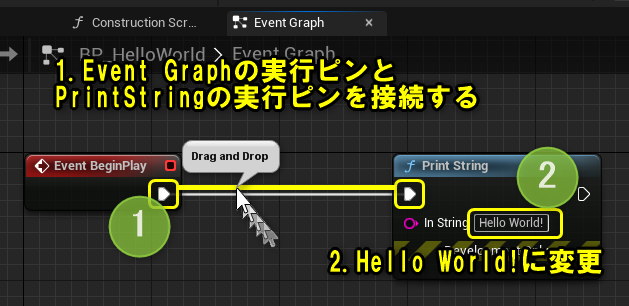 Construction Scr...
Event Graph
BP_HelloWorld > Event Graph
1.Event Graphの実行ピンと
PrintStringの実行ピンを接続する
Drag and Drop
Event BeginPlay
Print String
1
2
In String Hello World!
2.Hello World!に変更